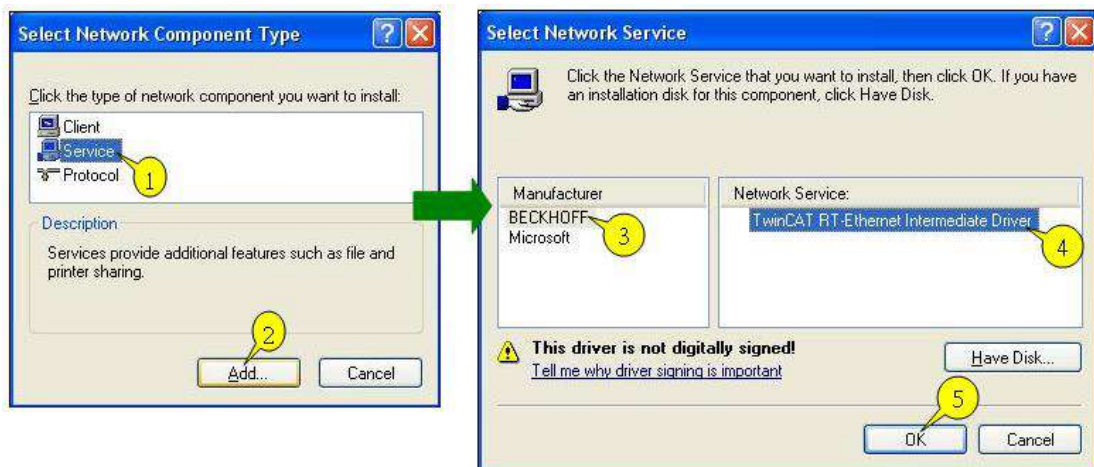 Select Network Component Type
Click the type of network component you want to install:
Client
Service
Protocol
1
Description
Services provide additional features such as file and
printer sharing.
2
Add...
Cancel
Select Network Service
Click the Network Service that you want to install, then click OK. If you have
an installation disk for this component, click Have Disk.
Manufacturer
BECKHOFF
Microsoft
3
Network Service:
TwinCAT RT-Ethernet Intermediate Driver
4
This driver is not digitally signed!
Tell me why driver signing is important
Have Disk...
5
OK
Cancel